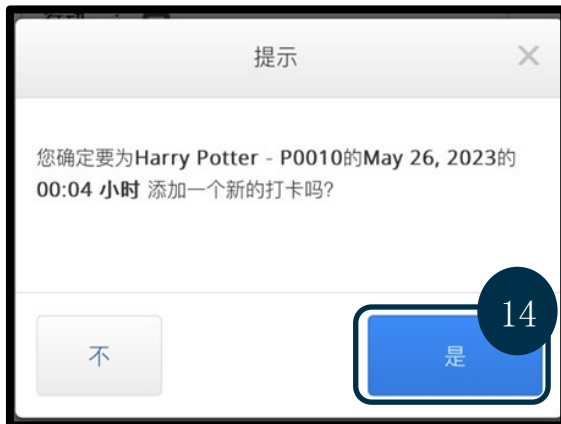 提示
您确定要为Harry Potter - P0010的May 26, 2023的
00:04 小时 添加一个新的打卡吗?
14
不
是